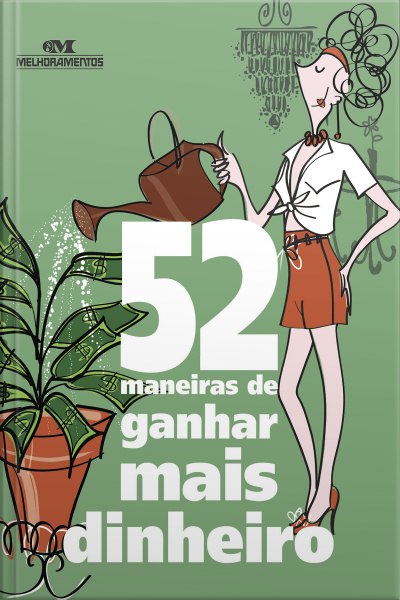 MELHORAMENTOS
52
maneiras de
ganhar
mais
dinheiro